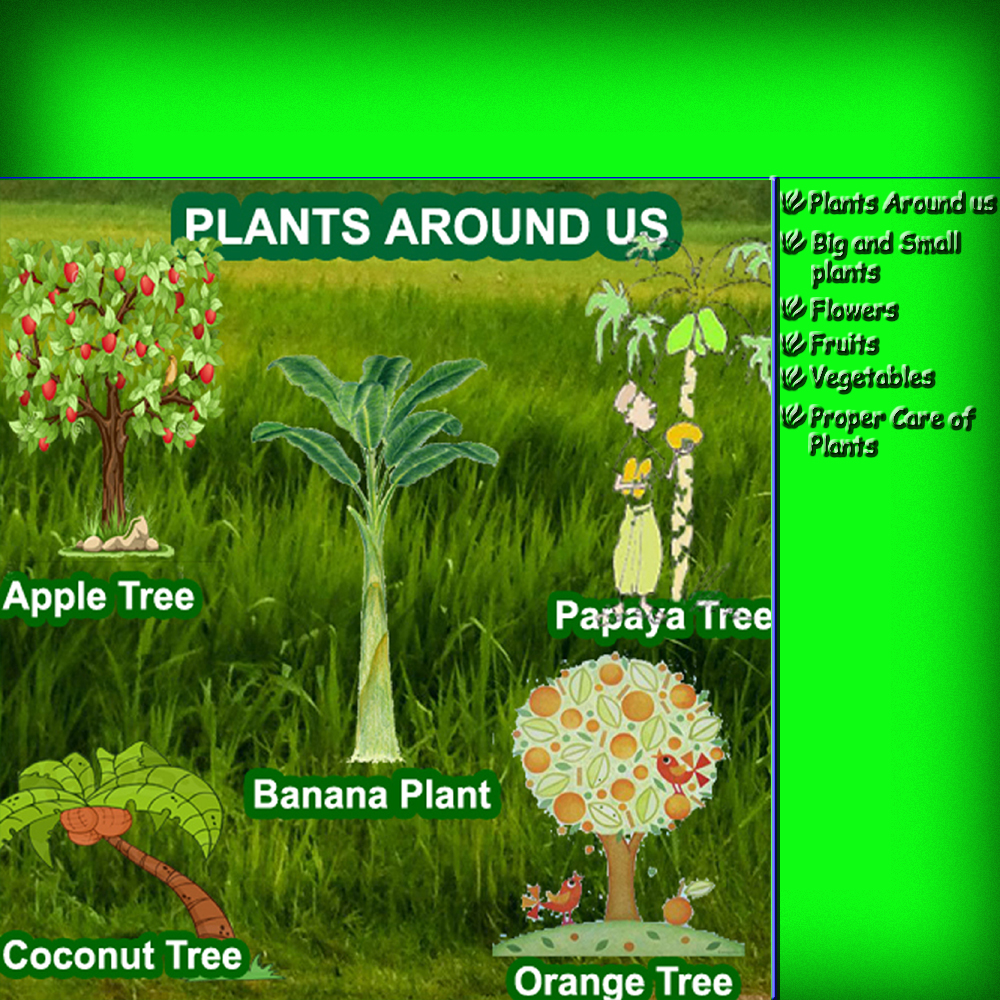 PLANTS AROUND US
Apple Tree
Papaya Tree
Banana Plant
Coconut Tree
Orange Tree
Plants Around us
Big and Small
plants
Flowers
Fruits
Vegetables
Proper Care of
Plants